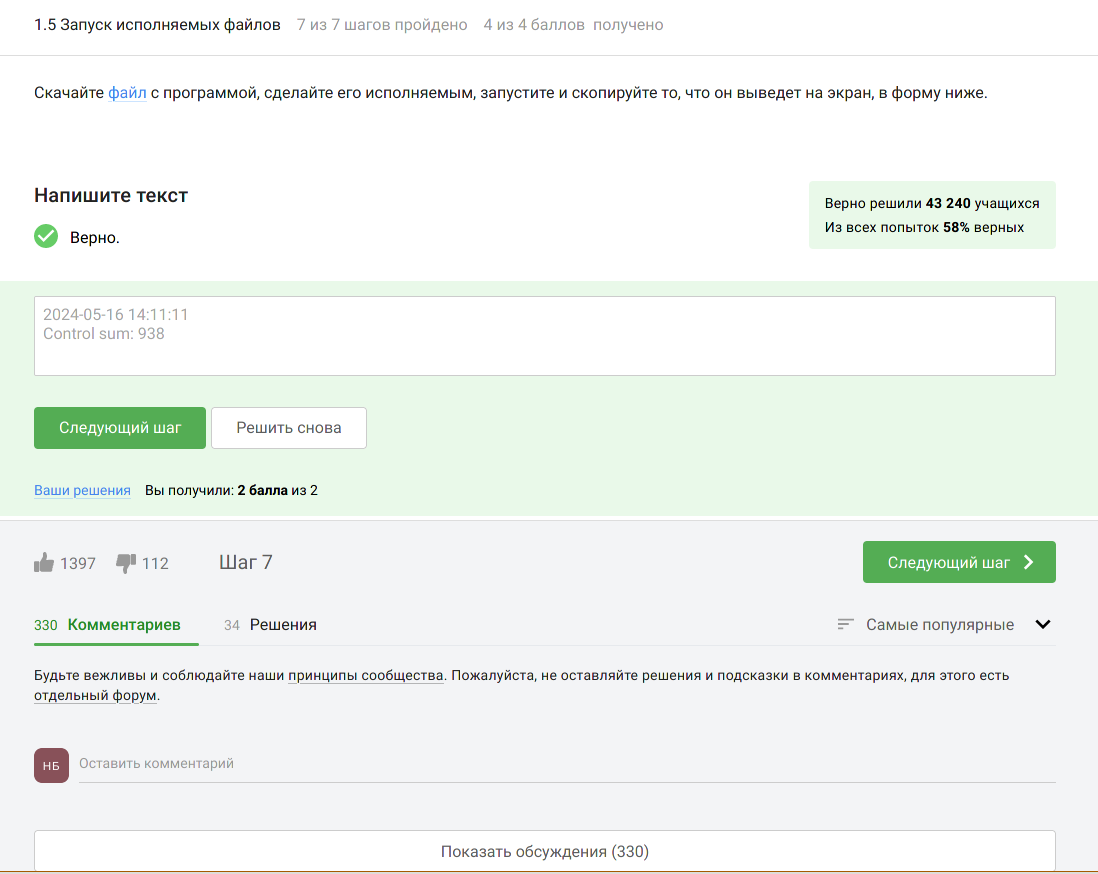 1.5 Запуск исполняемых файлов 7 из 7 шагов пройдено 4 из 4 баллов получено
Скачайте файл с программой, сделайте его исполняемым, запустите и скопируйте то, что он выведет на экран, в форму ниже.
Напишите текст
Верно.
Верно решили 43 240 учащихся
Из всех попыток 58% верных
2024-05-16 14:11:11
Control sum: 938
Следующий шаг Решить снова
Ваши решения Вы получили: 2 балла из 2
1397 112 Шаг 7 Следующий шаг
330 Комментариев 34 Решения Самые популярные
Будьте вежливы и соблюдайте наши принципы сообщества. Пожалуйста, не оставляйте решения и подсказки в комментариях, для этого есть
отдельный форум.
НБ Оставить комментарий
Показать обсуждения (330)